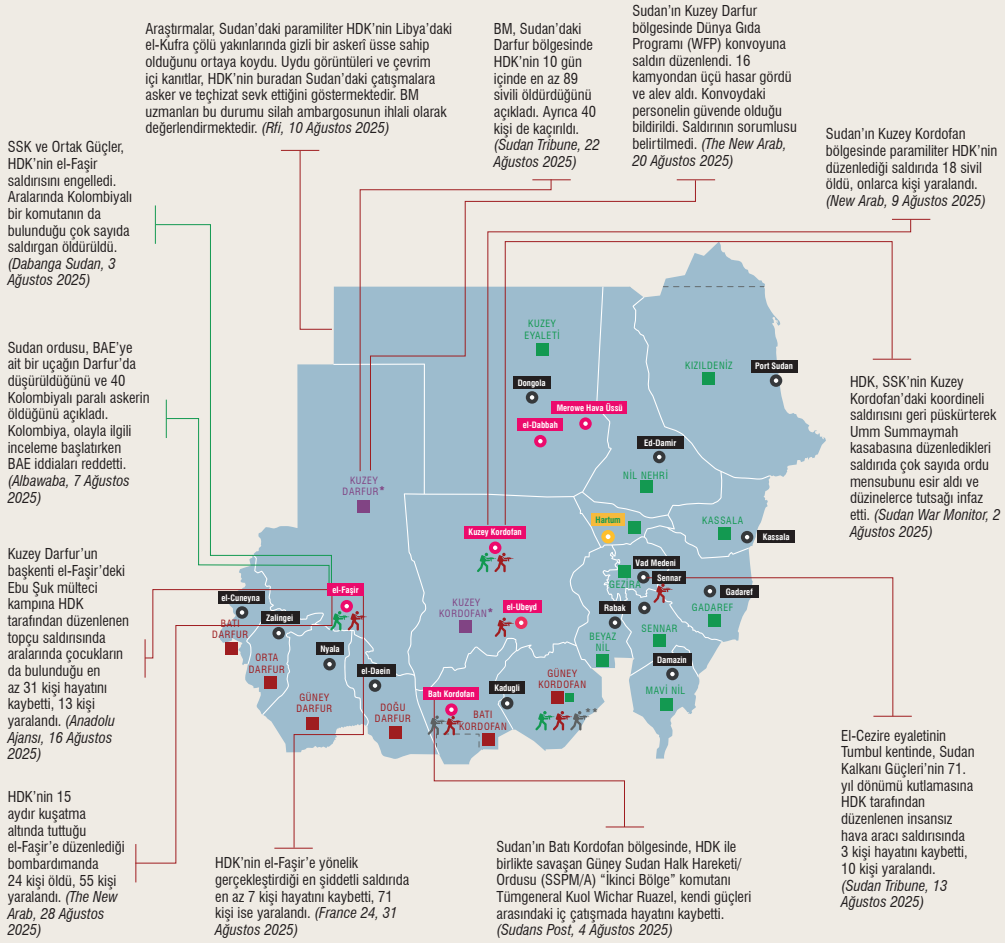 Araştırmalar, Sudan'daki paramiliter HDK'nin Libya'daki
el-Kufra çölü yakınlarında gizli bir askerî üsse sahip
olduğunu ortaya koydu. Uydu görüntüleri ve çevrim
içi kanıtlar, HDK'nin buradan Sudan'daki çatışmalara
asker ve teçhizat sevk ettiğini göstermektedir. BM
uzmanları bu durumu silah ambargosunun ihlali olarak
değerlendirmektedir. (Rfi, 10 Ağustos 2025)
BM, Sudan'daki
Darfur bölgesinde
HDK'nin 10 gün
içinde en az 89
sivili öldürdüğünü
açıkladı. Ayrıca 40
kişi de kaçırıldı.
(Sudan Tribune, 22
Ağustos 2025)
Sudan'ın Kuzey Darfur
bölgesinde Dünya Gıda
Programı (WFP) konvoyuna
saldırı düzenlendi. 16
kamyondan üçü hasar gördü
ve alev aldı. Konvoydaki
personelin güvende olduğu
bildirildi. Saldırının sorumlusu
belirtilmedi. (The New Arab,
20 Ağustos 2025)
Sudan'ın Kuzey Kordofan
bölgesinde paramiliter HDK'nin
düzenlediği saldırıda 18 sivil
öldü, onlarca kişi yaralandı.
(New Arab, 9 Ağustos 2025)
SSK ve Ortak Güçler,
HDK'nin el-Faşir
saldırısını engelledi.
Aralarında Kolombiyalı
bir komutanın da
bulunduğu çok sayıda
saldırgan öldürüldü.
(Dabanga Sudan, 3
Ağustos 2025)
Sudan ordusu, BAE'ye
ait bir uçağın Darfur'da
düşürüldüğünü ve 40
Kolombiyalı paralı askerin
öldüğünü açıkladı.
Kolombiya, olayla ilgili
inceleme başlatırken
BAE iddiaları reddetti.
(Albawaba, 7 Ağustos
2025)
HDK, SSK'nin Kuzey
Kordofan'daki koordineli
saldırısını geri püskürterek
Umm Summaymah
kasabasına düzenledikleri
saldırıda çok sayıda ordu
mensubunu esir aldı ve
düzinelerce tutsağı infaz
etti. (Sudan War Monitor, 2
Ağustos 2025)
KUZEY
EYALETİ
KIZILDENİZ
Port Sudan
Dongola
Merowe Hava Üssü
el-Dabbah
Ed-Damir
NİL NEHRİ
KUZEY
DARFUR*
Hartum
KASSALA
Kassala
Kuzey Kordofan
Vad Medeni
Sennar
GEZİRA
Gadaref
GADAREF
el-Faşir
el-Cuneyna
BATI
DARFUR
Zalingei
KUZEY
KORDOFAN*
el-Ubeyd
Rabak
BEYAZ
NİL
SENNAR
Nyala
ORTA
DARFUR
el-Daein
GÜNEY
DARFUR
DOĞU
DARFUR
Batı Kordofan
BATI
KORDOFAN
Kadugli
GÜNEY
KORDOFAN
**
Damazin
MAVİ NİL
Kuzey Darfur'un
başkenti el-Faşir'deki
Ebu Şuk mülteci
kampına HDK
tarafından düzenlenen
topçu saldırısında
aralarında çocukların
da bulunduğu en
az 31 kişi hayatını
kaybetti, 13 kişi
yaralandı. (Anadolu
Ajansı, 16 Ağustos
2025)
HDK'nin 15
aydır kuşatma
altında tuttuğu
el-Faşir'e düzenlediği
bombardımanda
24 kişi öldü, 55 kişi
yaralandı. (The New
Arab, 28 Ağustos
2025)
HDK'nin el-Faşir'e yönelik
gerçekleştirdiği en şiddetli saldırıda
en az 7 kişi hayatını kaybetti, 71
kişi ise yaralandı. (France 24, 31
Ağustos 2025)
Sudan'ın Batı Kordofan bölgesinde, HDK ile
birlikte savaşan Güney Sudan Halk Hareketi/
Ordusu (SSPM/A) "İkinci Bölge" komutanı
Tümgeneral Kuol Wichar Ruazel, kendi güçleri
arasındaki iç çatışmada hayatını kaybetti.
(Sudans Post, 4 Ağustos 2025)
El-Cezire eyaletinin
Tumbul kentinde, Sudan
Kalkanı Güçleri'nin 71.
yıl dönümü kutlamasına
HDK tarafından
düzenlenen insansız
hava aracı saldırısında
3 kişi hayatını kaybetti,
10 kişi yaralandı.
(Sudan Tribune, 13
Ağustos 2025)